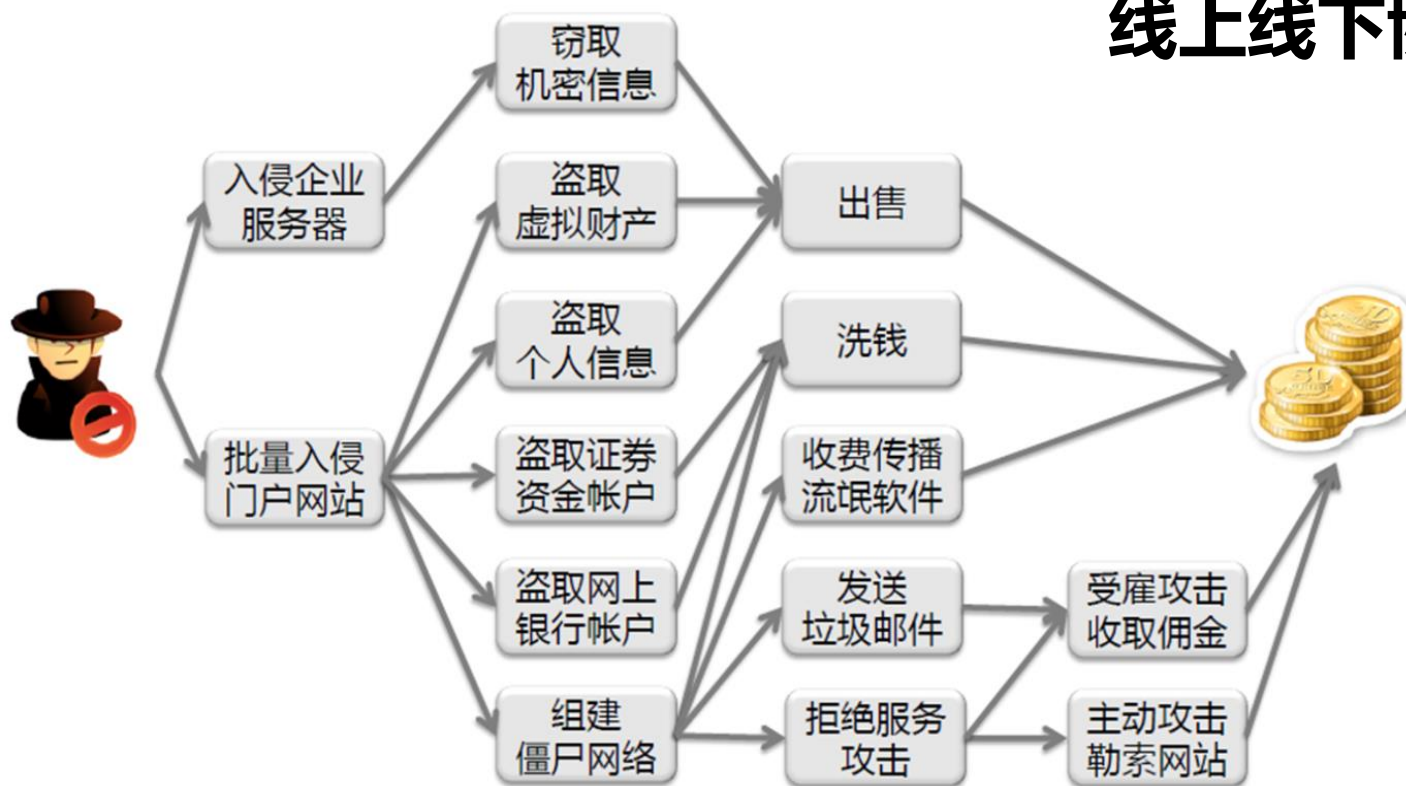 线上线下
窃取
机密信息
入侵企业
服务器
盗取
虚拟财产
出售
盗取
个人信息
洗钱
批量入侵
门户网站
盗取证券
资金帐户
收费传播
流氓软件
盗取网上
银行帐户
发送
垃圾邮件
受雇攻击
收取佣金
组建
僵尸网络
拒绝服务
攻击
主动攻击
勒索网站